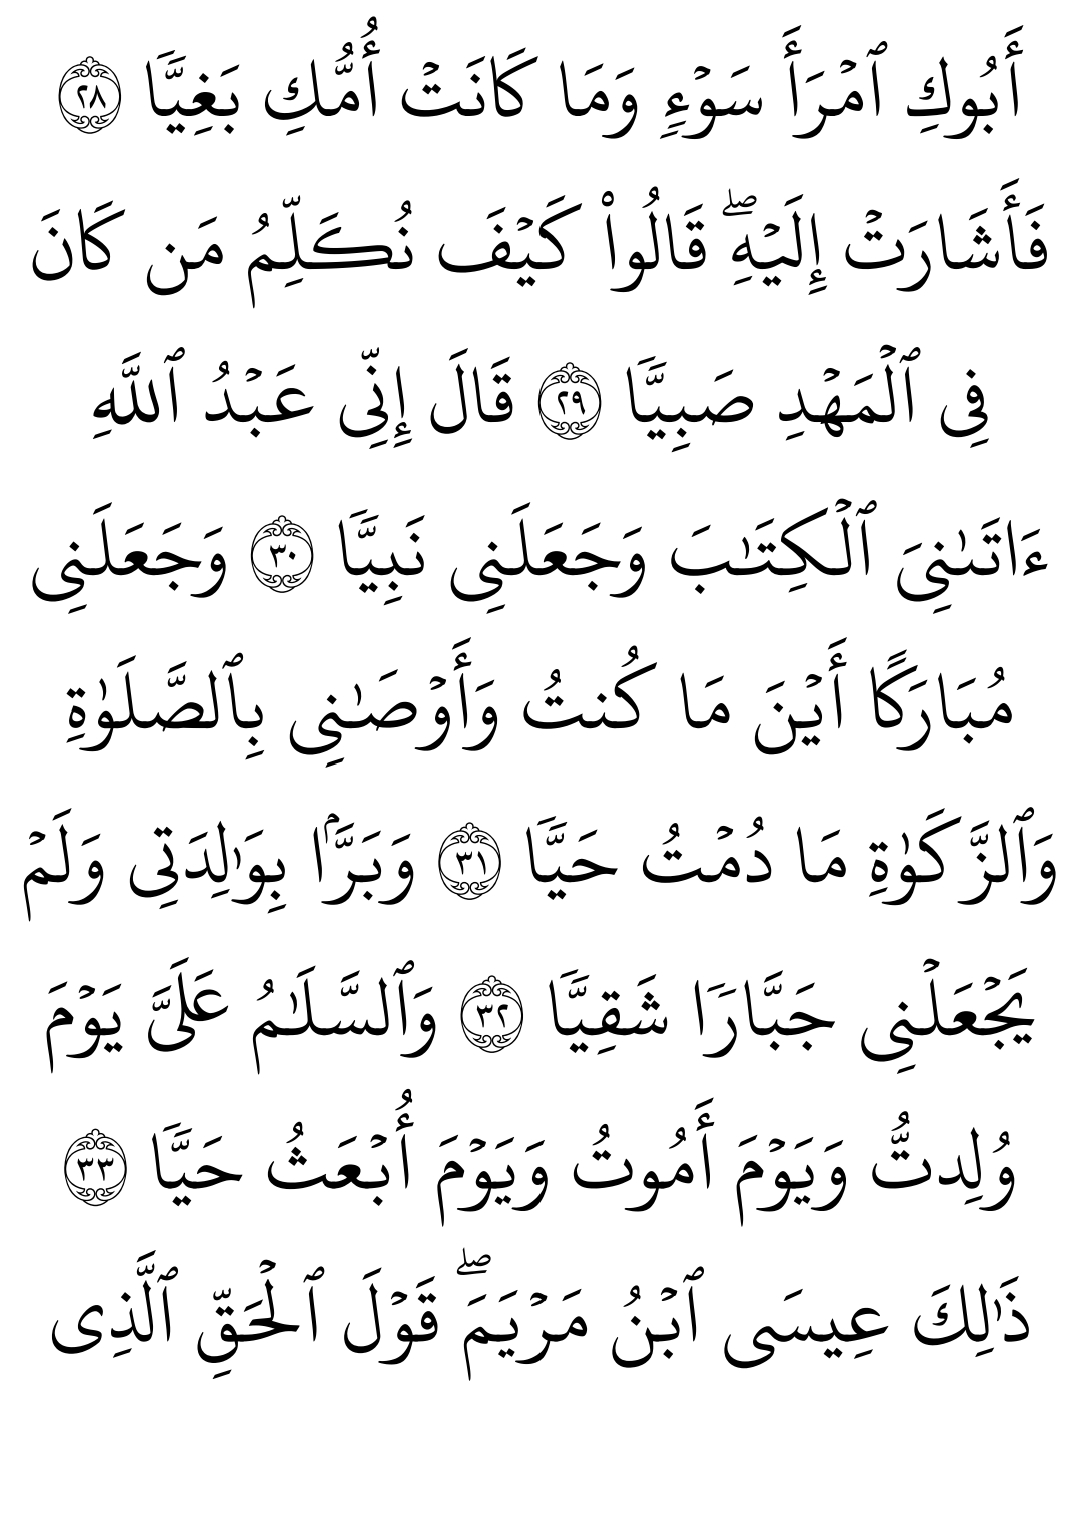 أَبُوكِ ٱمۡرَأَ سَوۡءٖ وَمَا كَانَتۡ أُمُّكِ بَغِيّٗا ٢٨
فَأَشَارَتۡ إِلَيۡهِۖ قَالُواْ كَيۡفَ نُكَلِّمُ مَن كَانَ
فِي ٱلۡمَهۡدِ صَبِيّٗا ٢٩ قَالَ إِنِّي عَبۡدُ ٱللَّهِ
ءَاتَىٰنِيَ ٱلۡكِتَٰبَ وَجَعَلَنِي نَبِيّٗا ٣٠ وَجَعَلَنِي
مُبَارَكًا أَيۡنَ مَا كُنتُ وَأَوۡصَٰنِي بِٱلصَّلَوٰةِ
وَٱلزَّكَوٰةِ مَا دُمۡتُ حَيّٗا ٣١ وَبَرَّۢا بِوَٰلِدَتِي وَلَمۡ
يَجۡعَلۡنِي جَبَّارٗا شَقِيّٗا ٣٢ وَٱلسَّلَٰمُ عَلَيَّ يَوۡمَ
وُلِدتُّ وَيَوۡمَ أَمُوتُ وَيَوۡمَ أُبۡعَثُ حَيّٗا ٣٣
ذَٰلِكَ عِيسَى ٱبۡنُ مَرۡيَمَۖ قَوۡلَ ٱلۡحَقِّ ٱلَّذِي